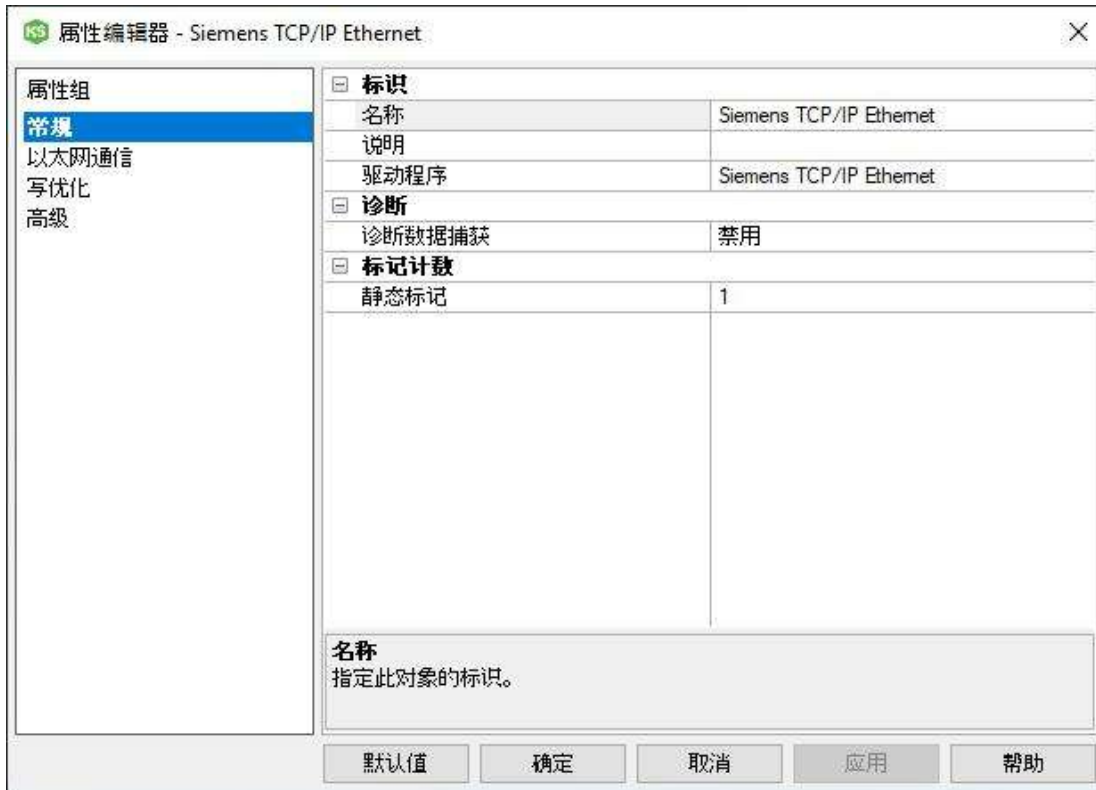 KS 属性编辑器 - Siemens TCP/IP Ethernet
属性组
常规
以太网通信
写优化
高级
标识
名称 Siemens TCP/IP Ethernet
说明
驱动程序 Siemens TCP/IP Ethernet
诊断
诊断数据捕获 禁用
标记计数
静态标记 1
名称
指定此对象的标识。
默认值 确定 取消 应用 帮助